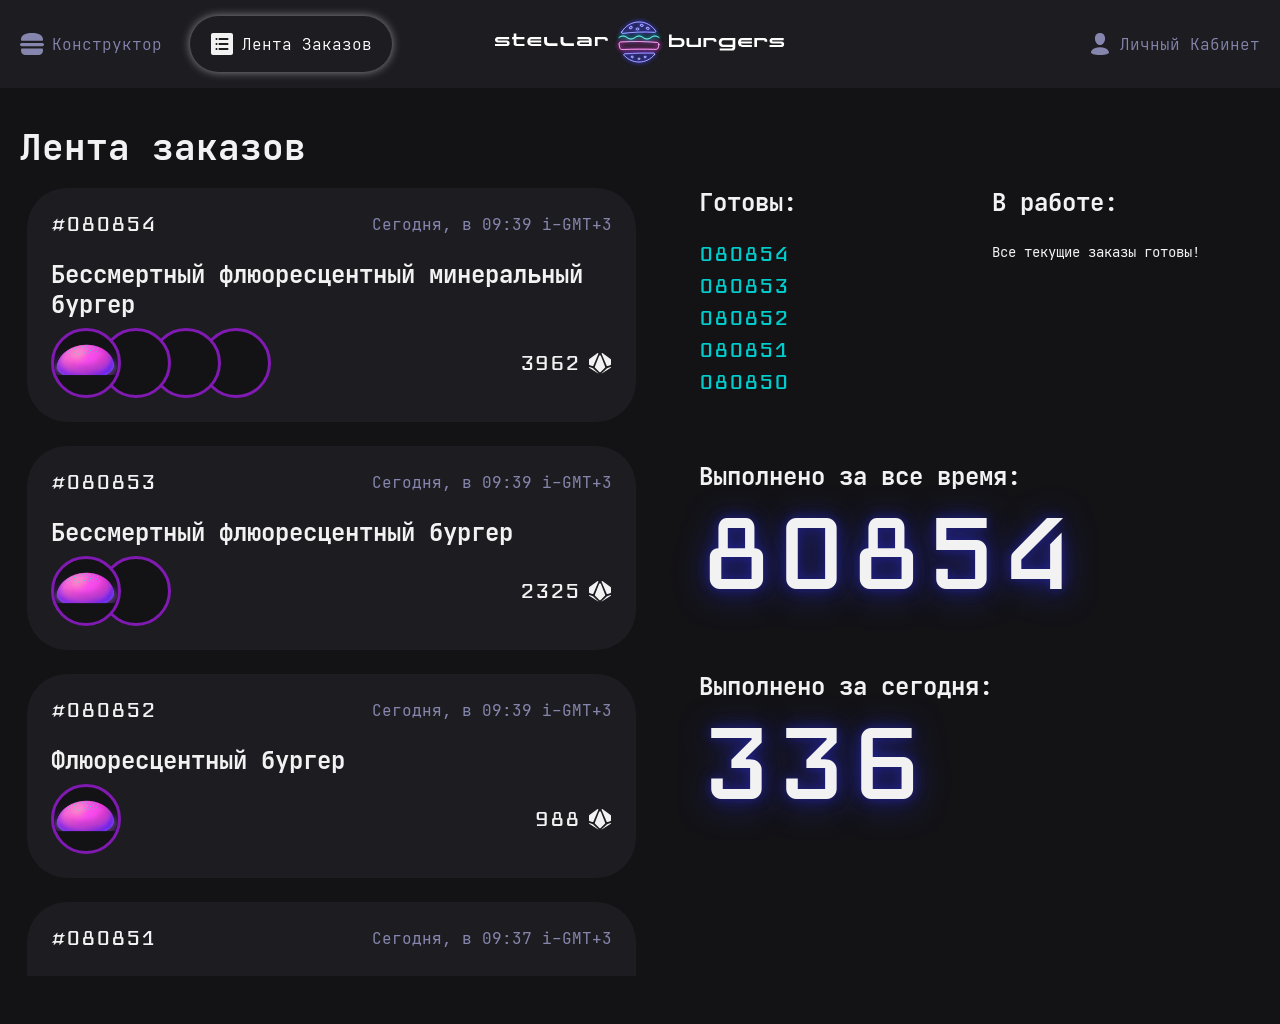 Конструктор
Лента Заказов
stellar burgers
Личный Кабинет
Лента заказов
#080854
Сегодня, в 09:39 i-GMT+3
Бессмертный флюоресцентный минеральный
бургер
3962
#080853
Сегодня, в 09:39 i-GMT+3
Бессмертный флюоресцентный бургер
2325
#080852
Сегодня, в 09:39 i-GMT+3
Флюоресцентный бургер
988
#080851
Сегодня, в 09:37 i-GMT+3
Готовы:
080854
080853
080852
080851
080850
В работе:
Все текущие заказы готовы!
Выполнено за все время:
80854
Выполнено за сегодня:
336